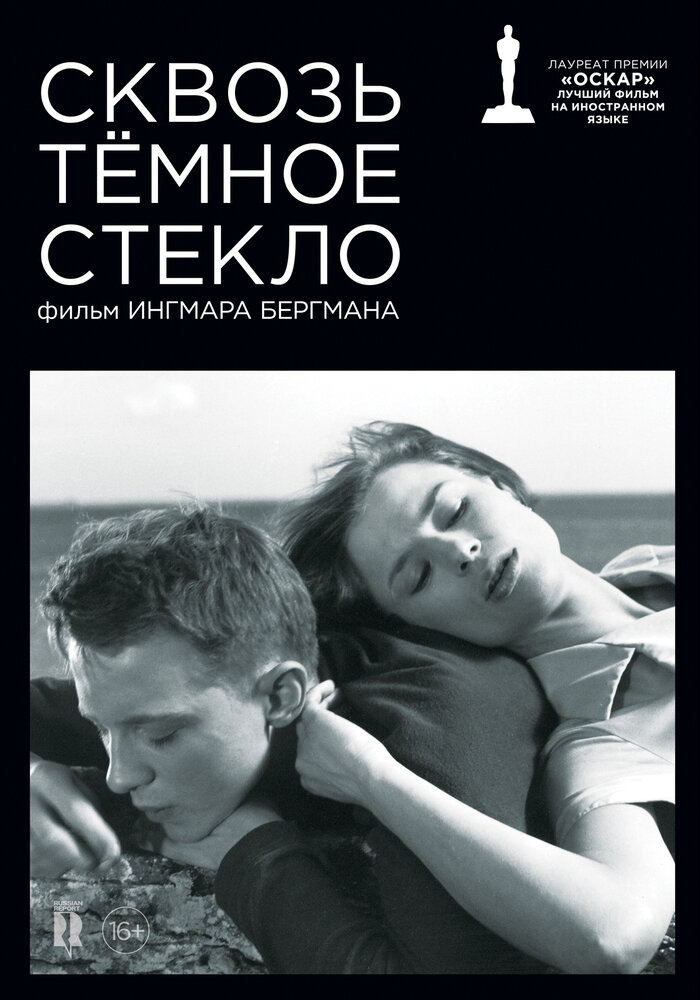 СКВОЗЬ
ТЁМНОЕ
СТЕКЛО
фильм ИНГМАРА БЕРГМАНА
ЛАУРЕАТ ПРЕМИИ
«ОСКАР»
ЛУЧШИЙ ФИЛЬМ
НА ИНОСТРАННОМ
ЯЗЫКЕ
RUSSIAN
REPORT
16+